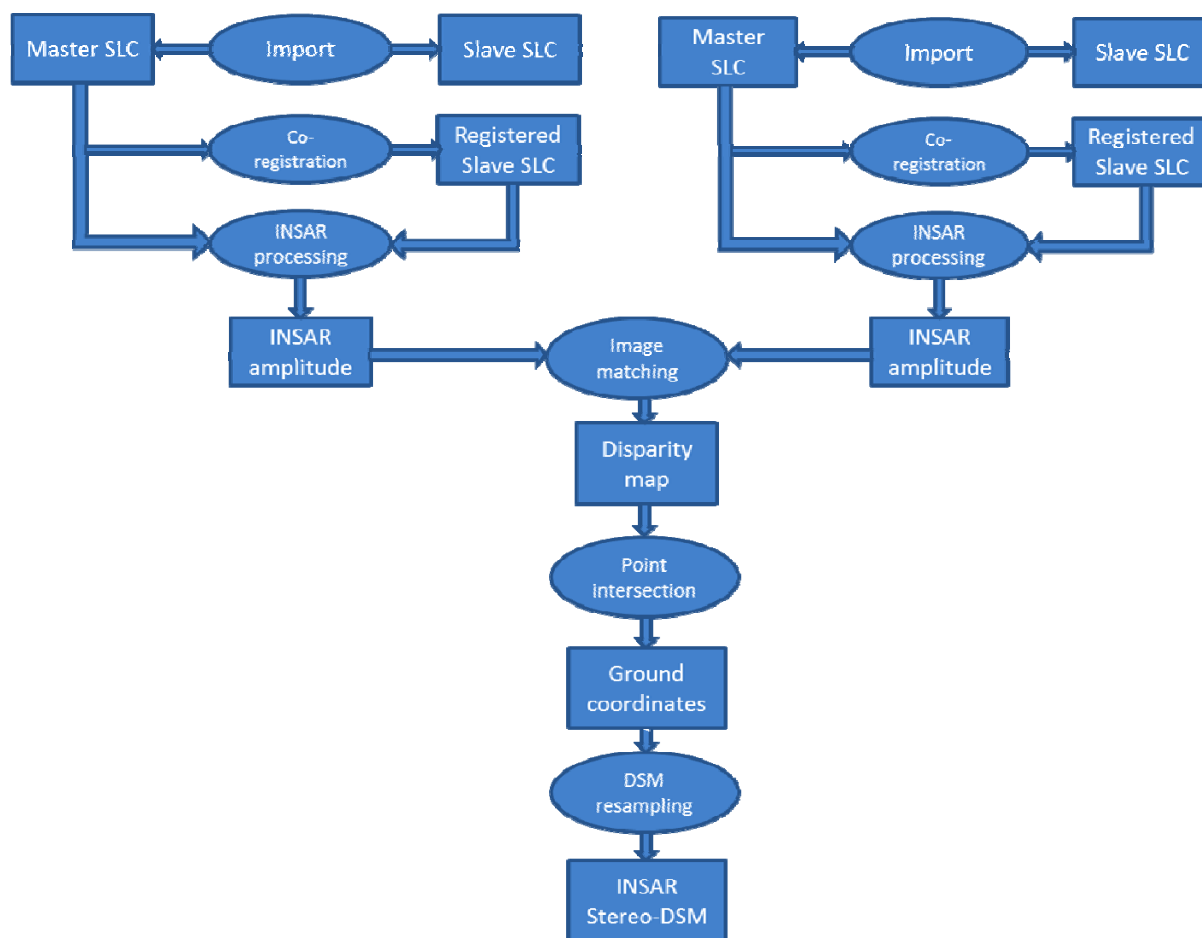 Master SLC
Import
Slave SLC
Co-
registration
Registered
Slave SLC
INSAR
processing
INSAR
amplitude
Master
SLC
Import
Slave SLC
Co-
registration
Registered
Slave SLC
INSAR
processing
INSAR
amplitude
Image
matching
Disparity
map
Point
intersection
Ground
coordinates
DSM
resampling
INSAR
Stereo-DSM